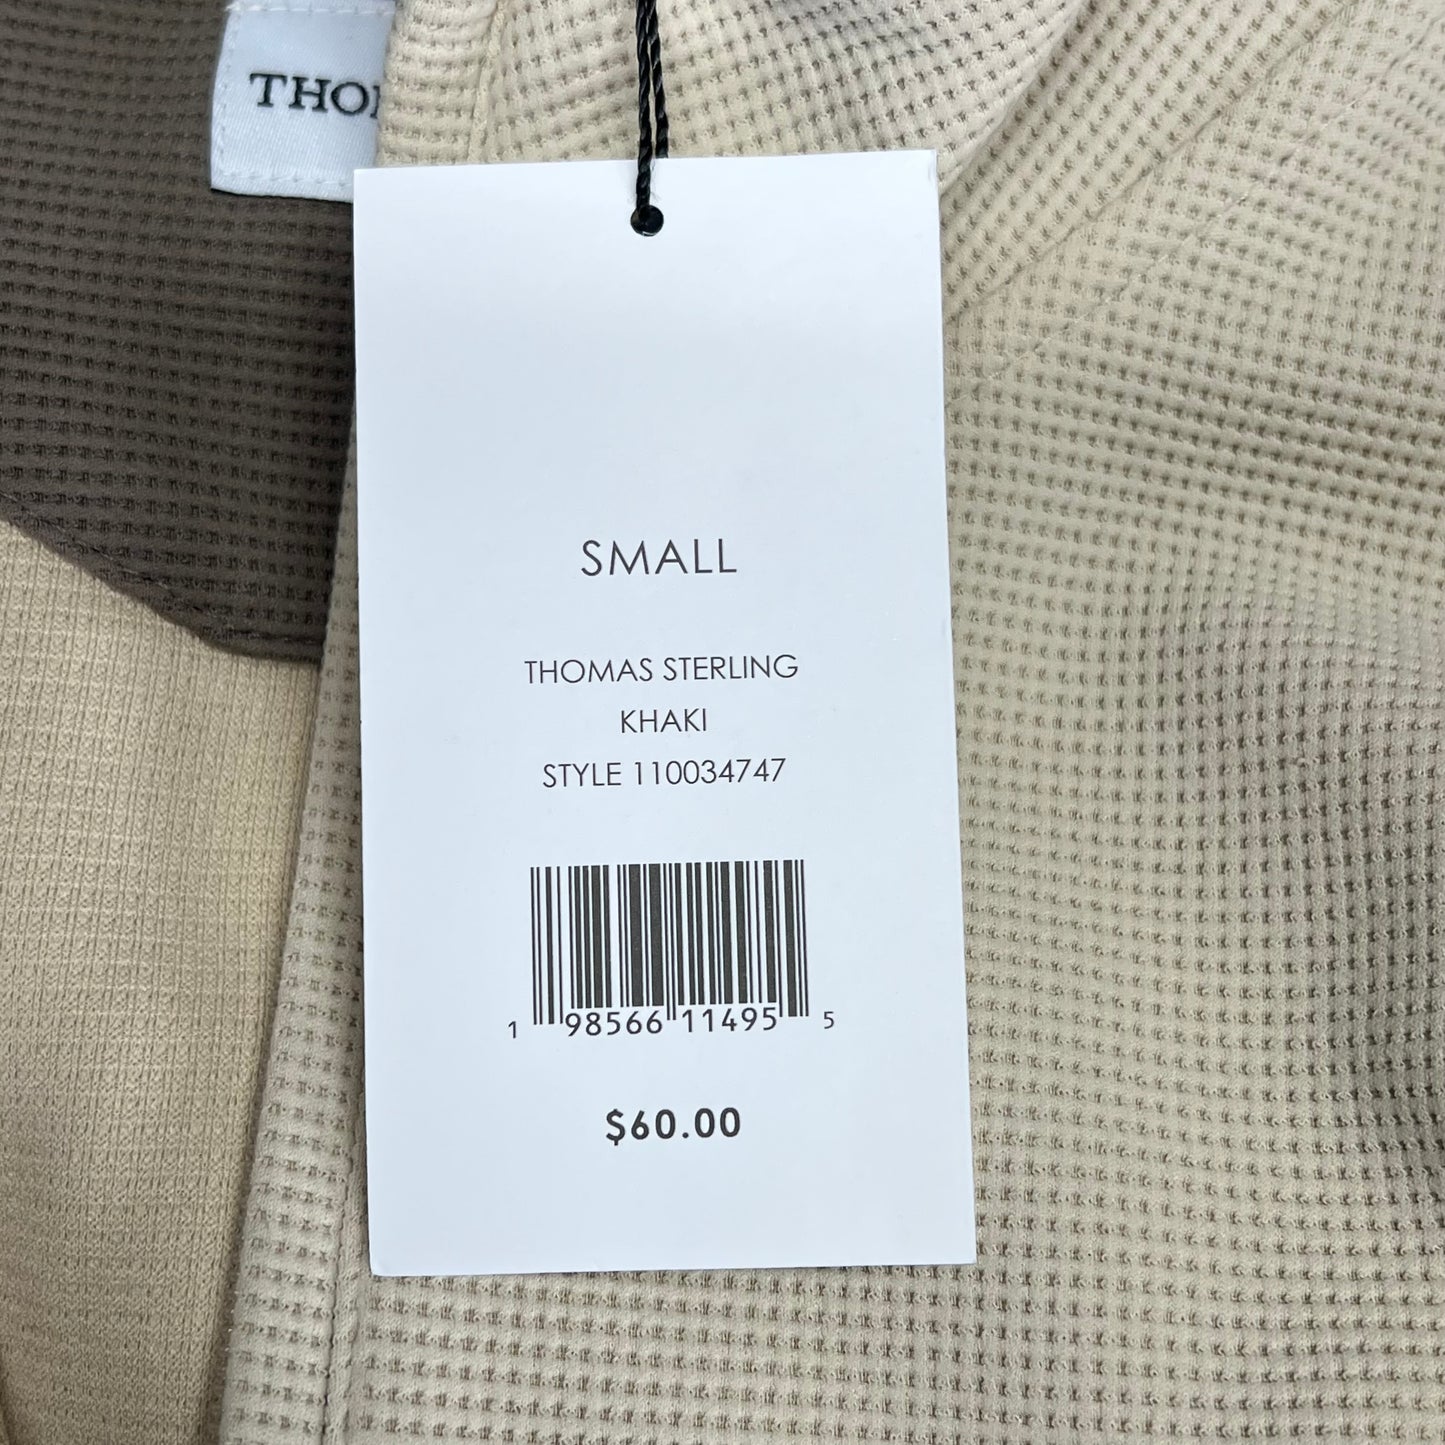 THO
SMALL
THOMAS STERLING
KHAKI
STYLE 110034747
1 98566 11495 5
$60.00